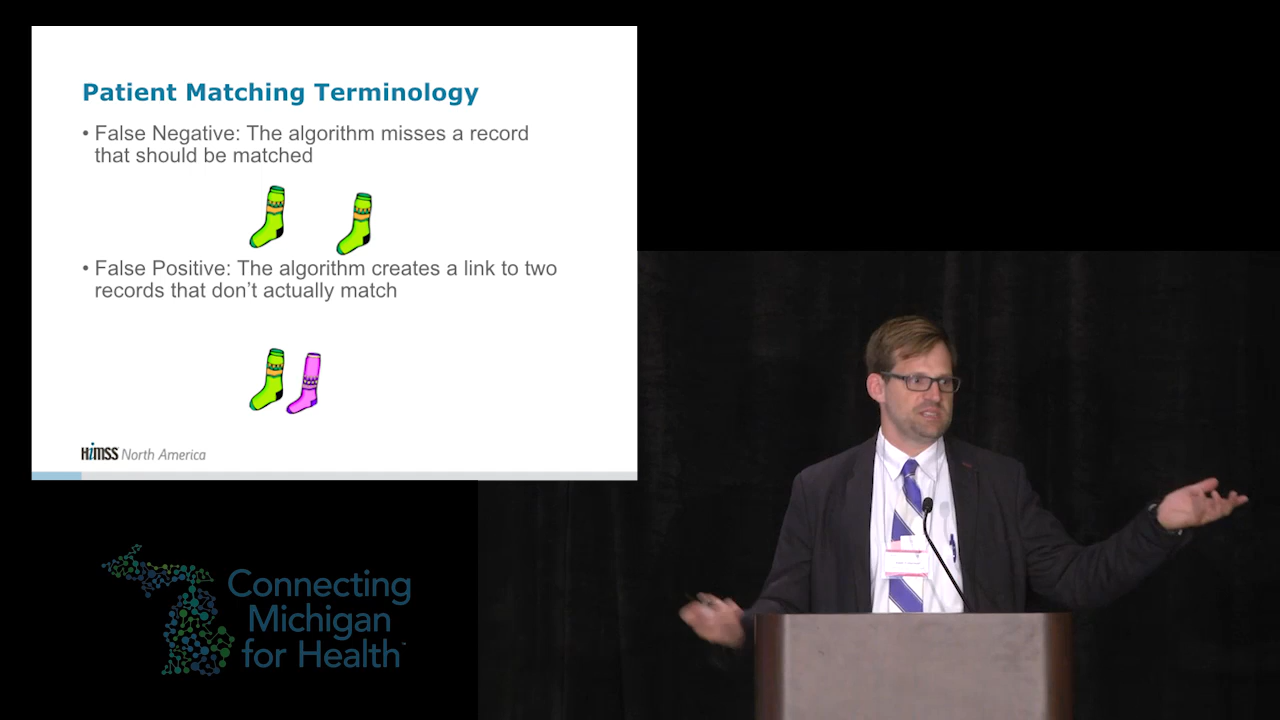 Patient Matching Terminology
• False Negative: The algorithm misses a record
that should be matched
• False Positive: The algorithm creates a link to two
records that don’t actually match
HiMSS North America
Connecting
Michigan
for Health™